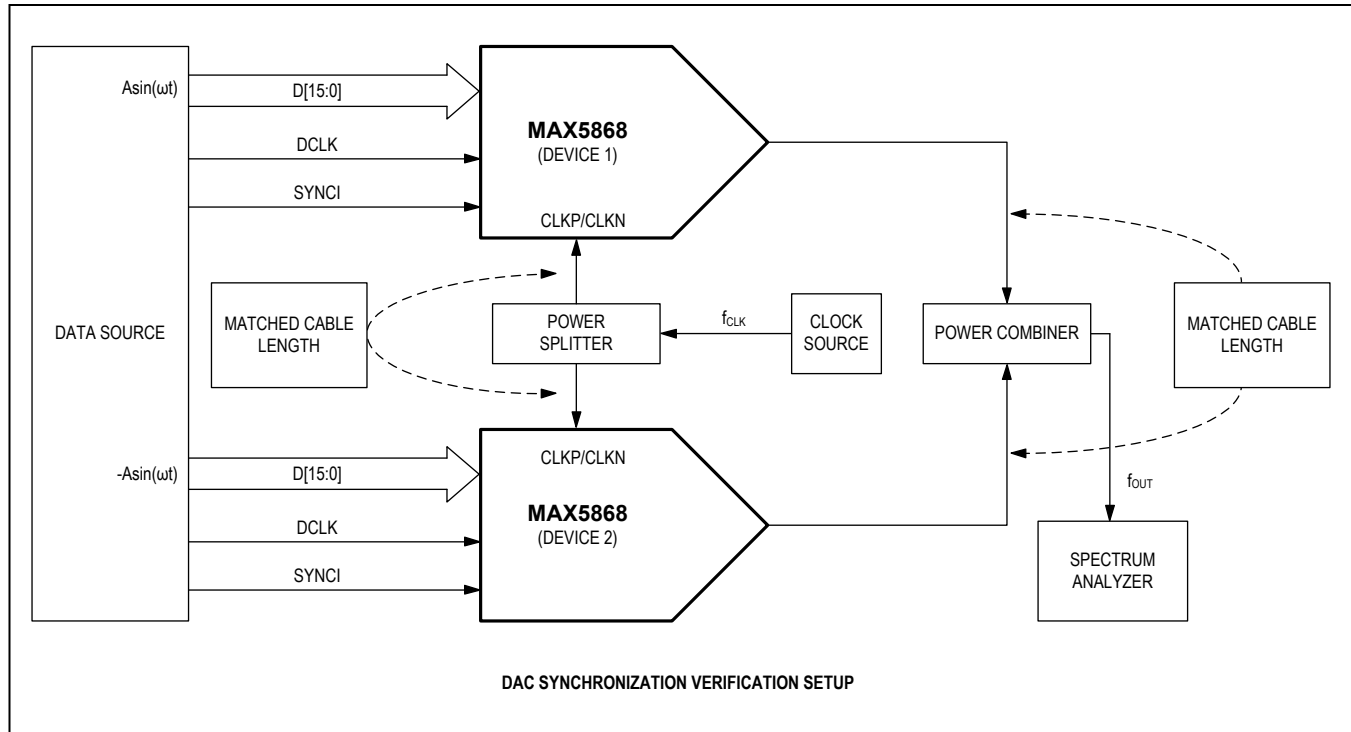 Asin(ωt)
D[15:0]
DCLK
SYNCI
MAX5868
(DEVICE 1)
CLKP/CLKN
DATA SOURCE
MATCHED CABLE
LENGTH
POWER
SPLITTER
fCLK
CLOCK
SOURCE
POWER COMBINER
MATCHED CABLE
LENGTH
-Asin(ωt)
D[15:0]
DCLK
SYNCI
CLKP/CLKN
MAX5868
(DEVICE 2)
fOUT
SPECTRUM
ANALYZER
DAC SYNCHRONIZATION VERIFICATION SETUP